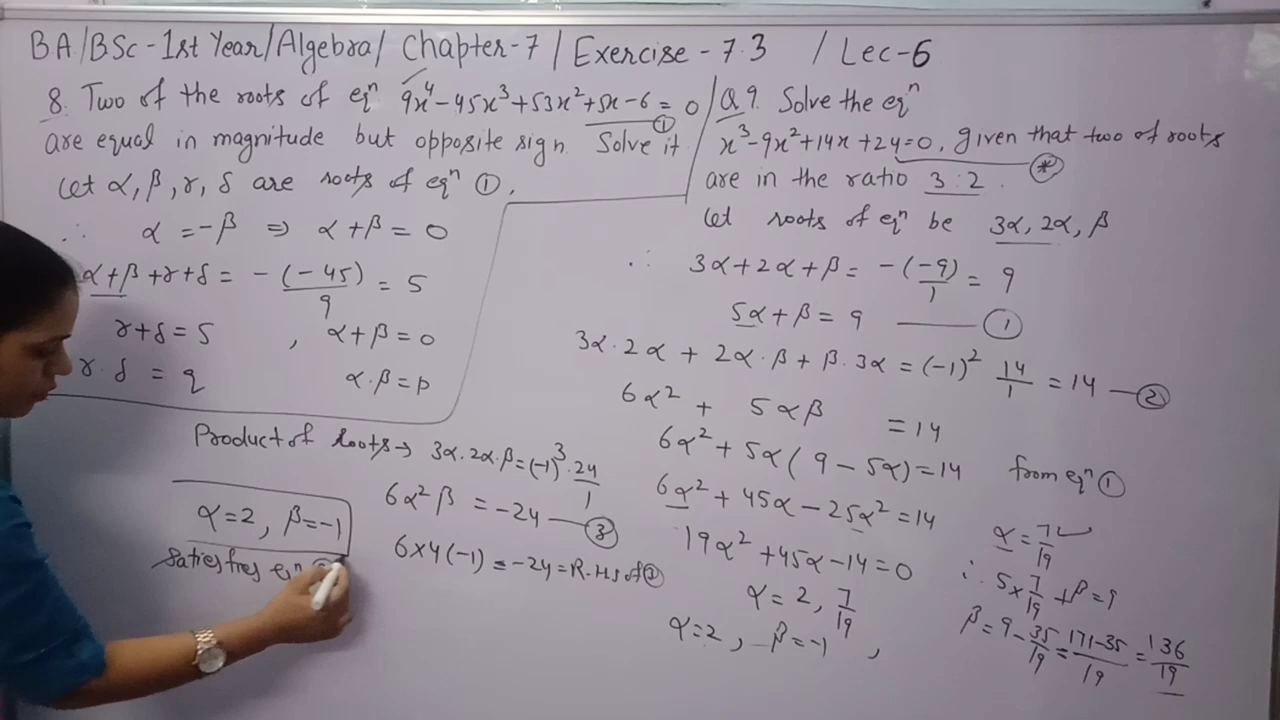 B.A/BSc-1st Year/Algebra/ Chapter-7 / Exercise-7.3 / Lec-6
8. Two of the roots of eqⁿ 9x⁴-45x³+53x²+5x-6=0 ①
are equal in magnitude but opposite sign. Solve it.
Let α, β, γ, δ are roots of eqⁿ ①.
∴ α = -β ⇒ α+β = 0
α+β+γ+δ = -(-45)/9 = 5
γ+δ=5 , α+β=0
γ.δ = q α.β=p
Q 9. Solve the eqⁿ
x³-9x²+14x+24=0, given that two of roots
are in the ratio 3:2. (*)
Let roots of eqⁿ be 3α, 2α, β
∴ 3α+2α+β = -(-9)/1 = 9
5α+β = 9 — ①
3α.2α + 2α.β + β.3α = (-1)² 14/1 = 14 — ②
6α² + 5αβ = 14
6α² + 5α(9-5α)=14 from eqⁿ ①
6α²+45α-25α²=14
19α²+45α-14=0
α=2, 7/19
α=2, β=-1 ,
α=7/19 ✓
∴ 5×7/19+β=9
β=9-35/19=171-35/19=136/19
Product of Roots→ 3α.2α.β=(-1)³.24/1
6α²β = -24 — ③
6×4(-1) = -24=R.H.S of ③
α=2, β=-1
Satisfies eqⁿ